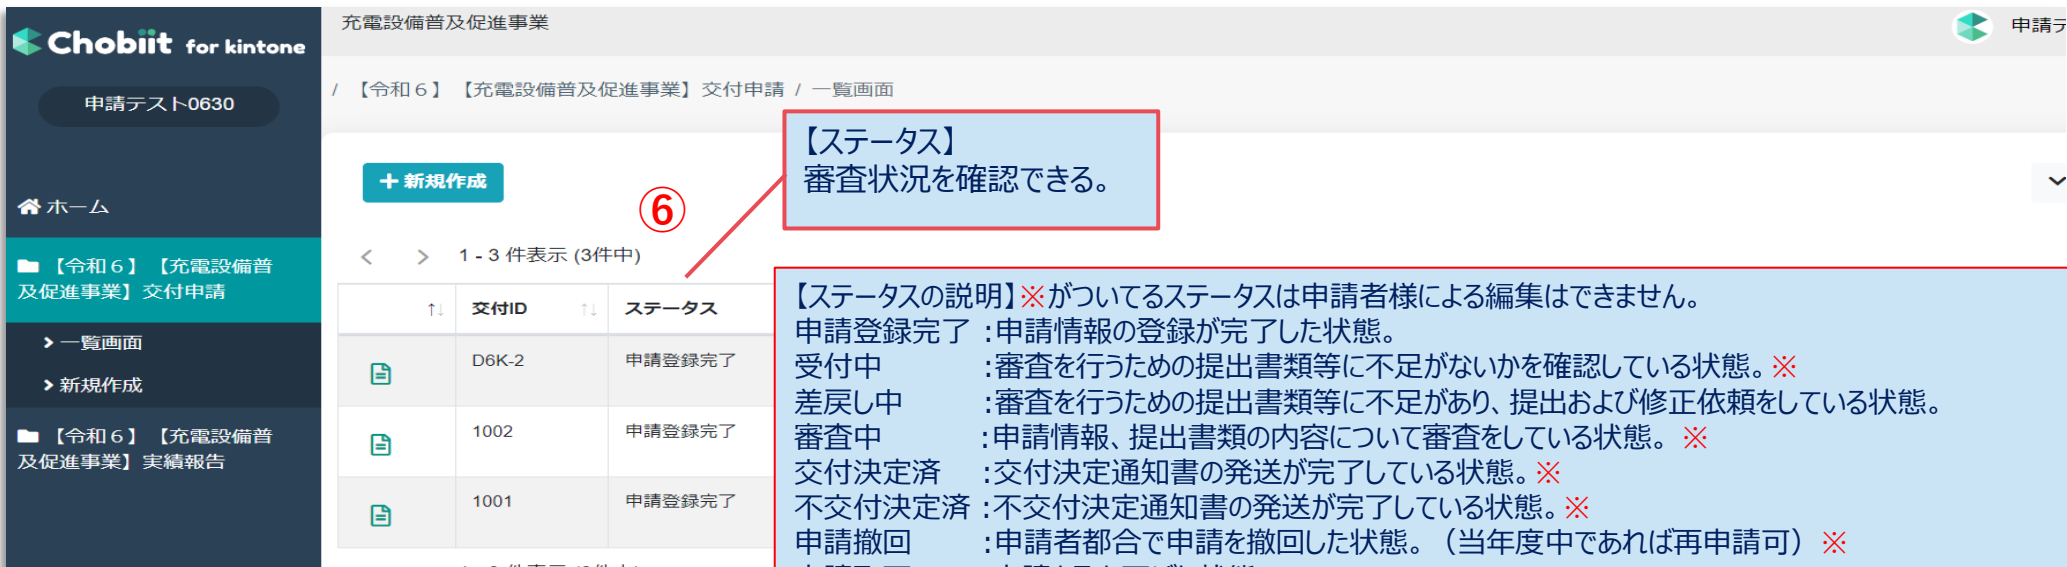 Chobiit for kintone
申請テスト0630
ホーム
【令和６】【充電設備普
及促進事業】交付申請
一覧画面
新規作成
【令和６】【充電設備普
及促進事業】実績報告
充電設備普及促進事業
申請テ
/ 【令和６】【充電設備普及促進事業】交付申請 / 一覧画面
+ 新規作成
⑥
【ステータス】
審査状況を確認できる。
< > 1 - 3 件表示 (3件中)
↑↓ 交付ID ↑↓ ステータス
D6K-2 申請登録完了
1002 申請登録完了
1001 申請登録完了
【ステータスの説明】※がついてるステータスは申請者様による編集はできません。
申請登録完了：申請情報の登録が完了した状態。
受付中　　　：審査を行うための提出書類等に不足がないかを確認している状態。※
差戻し中　　：審査を行うための提出書類等に不足があり、提出および修正依頼をしている状態。
審査中　　　：申請情報、提出書類の内容について審査をしている状態。※
交付決定済　：交付決定通知書の発送が完了している状態。※
不交付決定済：不交付決定通知書の発送が完了している状態。※
申請撤回　　：申請者都合で申請を撤回した状態。（当年度中であれば再申請可）※